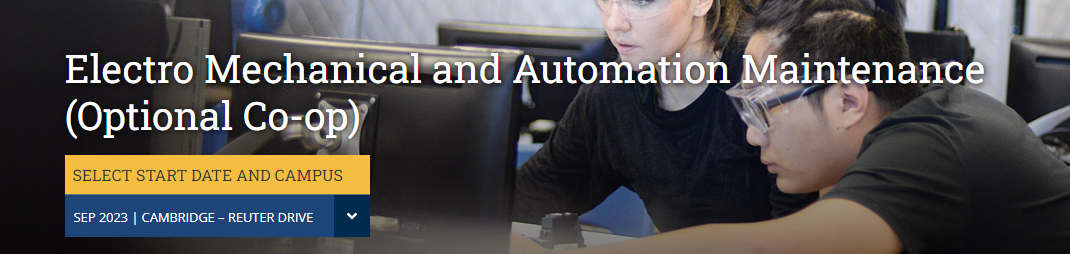 Electro Mechanical and Automation Maintenance
(Optional Co-op)
SELECT START DATE AND CAMPUS
SEP 2023 | CAMBRIDGE – REUTER DRIVE